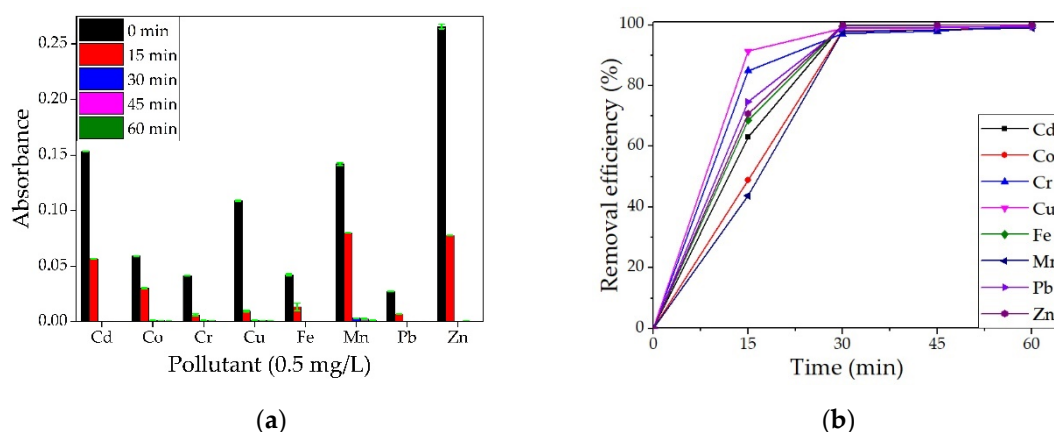 0.25
0.20
0.15
0.10
0.05
0.00
Absorbance
0 min
15 min
30 min
45 min
60 min
Cd Co Cr Cu Fe Mn Pb Zn
Pollutant (0.5 mg/L)
(a)
100
80
60
40
20
0
Removal efficiency (%)
Cd
Co
Cr
Cu
Fe
Mn
Pb
Zn
0 15 30 45 60
Time (min)
(b)